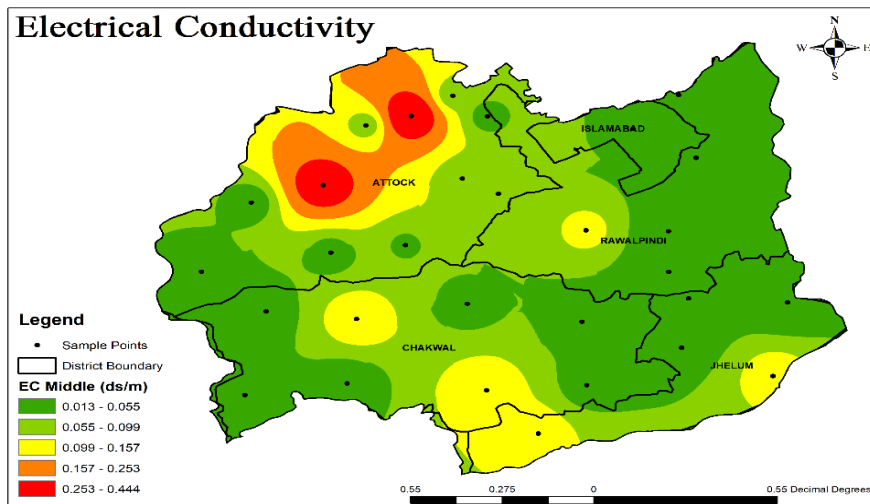 Electrical Conductivity
N
W E
S
ISLAMABAD
ATTOCK
RAWALPINDI
CHAKWAL
JHELUM
Legend
Sample Points
District Boundary
EC Middle (ds/m)
0.013 - 0.055
0.055 - 0.099
0.099 - 0.157
0.157 - 0.253
0.253 - 0.444
0.55 0.275 0 0.55 Decimal Degrees